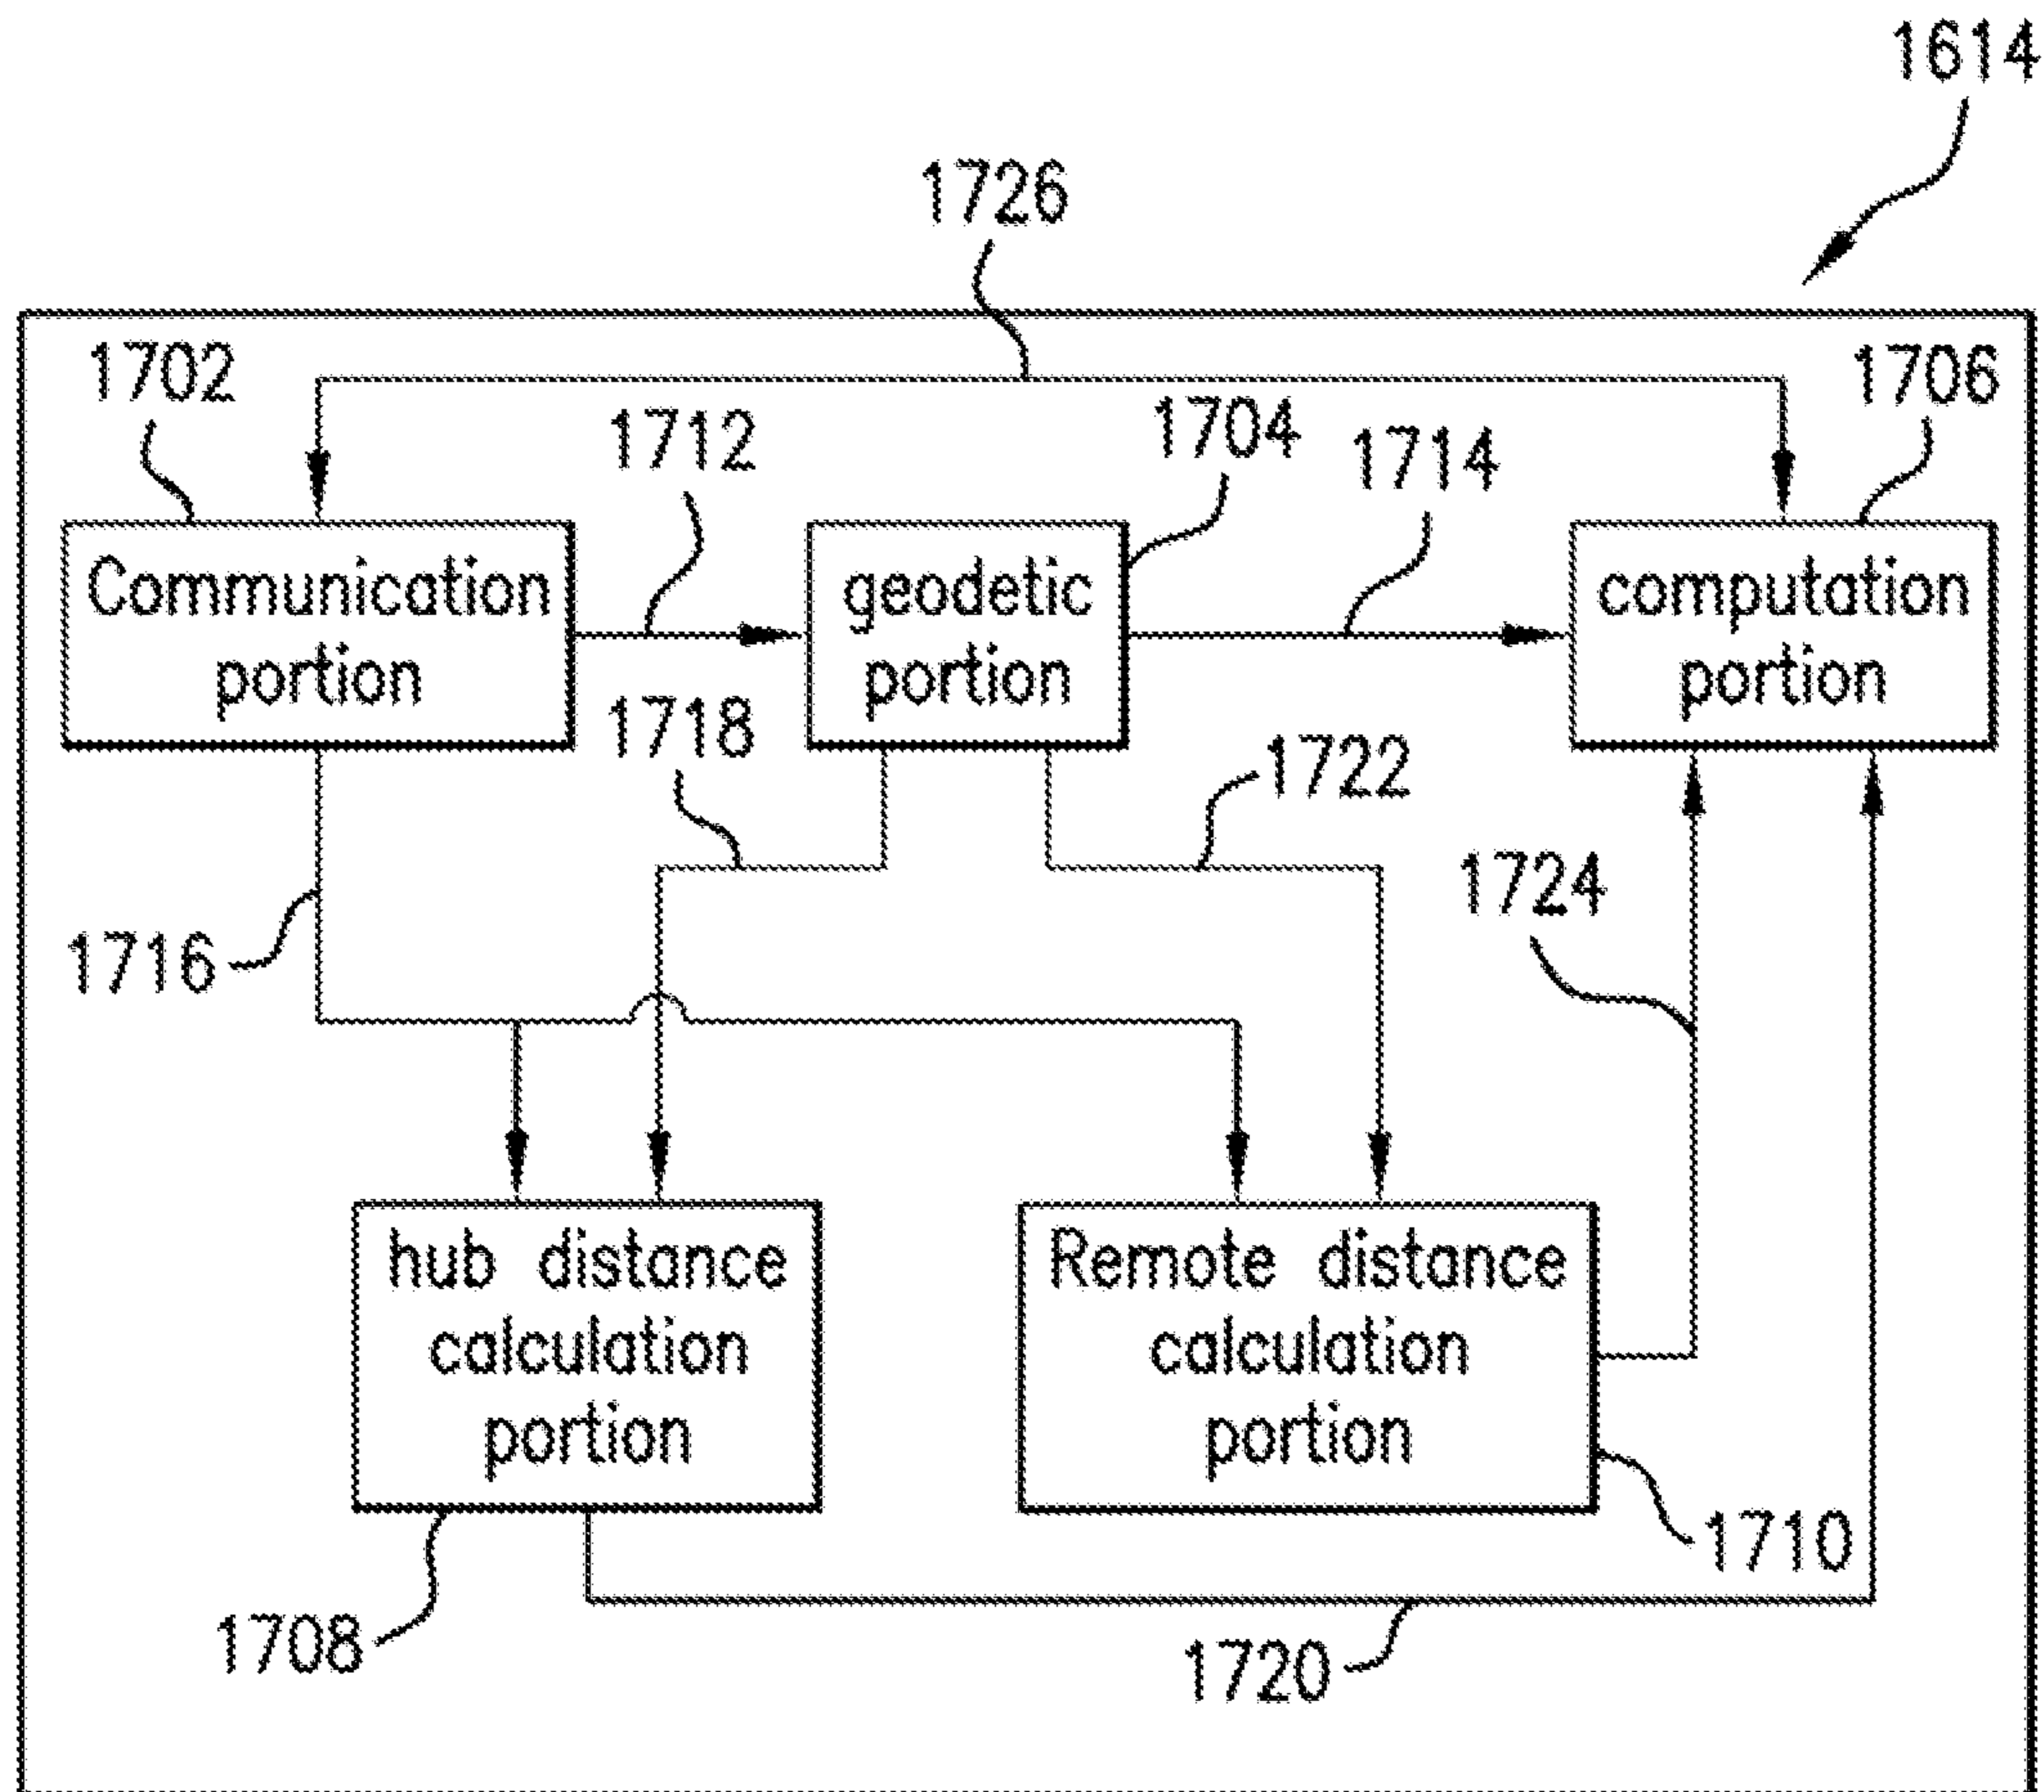 1614
1726
1702
1706
1712
1704
1714
Communication
portion
geodetic
portion
computation
portion
1718
1722
1724
1716
hub distance
calculation
portion
Remote distance
calculation
portion
1710
1708
1720